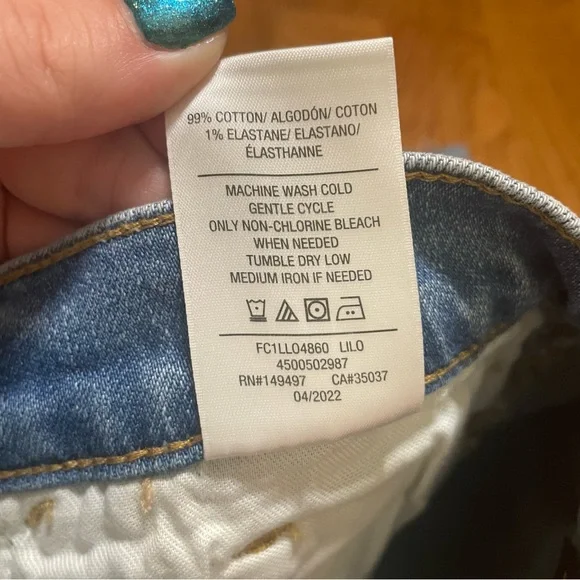 99% COTTON/ ALGODÓN/ COTON
1% ELASTANE/ ELASTANO/
ÉLASTHANNE
MACHINE WASH COLD
GENTLE CYCLE
ONLY NON-CHLORINE BLEACH
WHEN NEEDED
TUMBLE DRY LOW
MEDIUM IRON IF NEEDED
FC1LLO4860 LILO
4500502987
RN#149497 CA#35037
04/2022